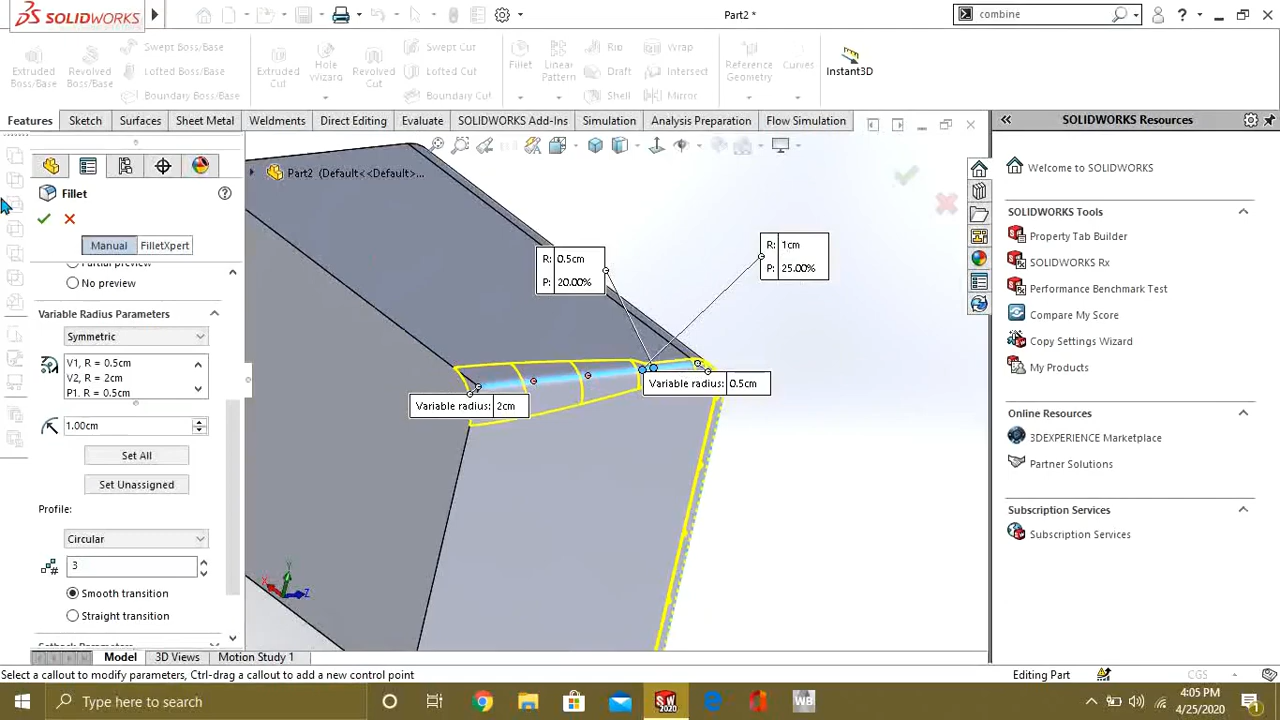 SOLIDWORKS
Part2 *
combine
Extruded Boss/Base
Revolved Boss/Base
Swept Boss/Base
Lofted Boss/Base
Boundary Boss/Base
Extruded Cut
Hole Wizard
Revolved Cut
Swept Cut
Lofted Cut
Boundary Cut
Fillet
Linear Pattern
Rib
Draft
Shell
Wrap
Intersect
Mirror
Reference Geometry
Curves
Instant3D
Features Sketch Surfaces Sheet Metal Weldments Direct Editing Evaluate SOLIDWORKS Add-Ins Simulation Analysis Preparation Flow Simulation
Part2 (Default<<Default>...
Fillet
Manual FilletXpert
Partial preview
No preview
Variable Radius Parameters
Symmetric
V1, R = 0.5cm
V2, R = 2cm
P1, R = 0.5cm
1.00cm
Set All
Set Unassigned
Profile:
Circular
3
Smooth transition
Straight transition
Setback Parameters
R: 0.5cm
P: 20.00%
R: 1cm
P: 25.00%
Variable radius: 0.5cm
Variable radius: 2cm
Y
X
Z
SOLIDWORKS Resources
Welcome to SOLIDWORKS
SOLIDWORKS Tools
Property Tab Builder
SOLIDWORKS Rx
Performance Benchmark Test
Compare My Score
Copy Settings Wizard
My Products
Online Resources
3DEXPERIENCE Marketplace
Partner Solutions
Subscription Services
Subscription Services
Model 3D Views Motion Study 1
Select a callout to modify parameters, Ctrl-drag a callout to add a new control point
Editing Part
CGS
Type here to search
SW
2020
WB
4:05 PM
4/25/2020